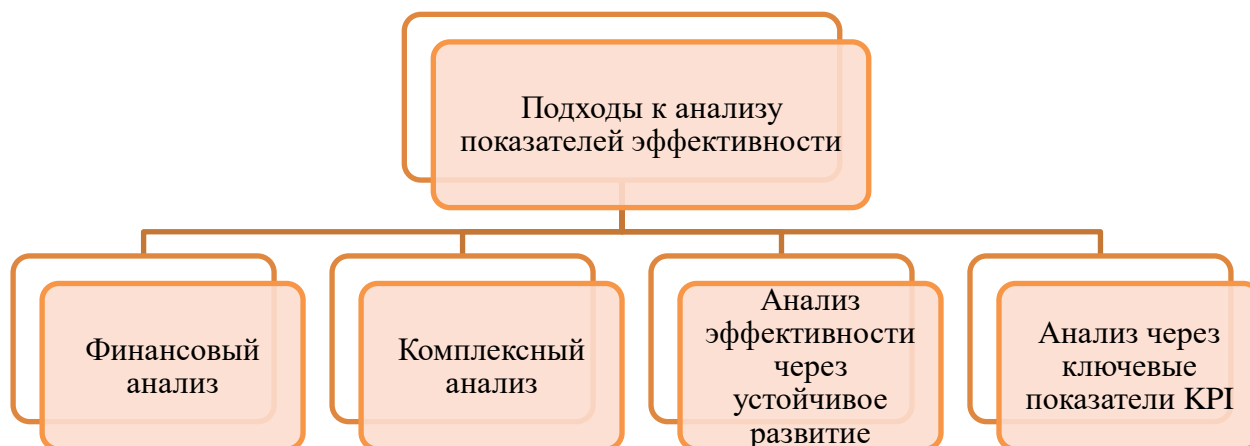 Подходы к анализу
показателей эффективности
Финансовый
анализ
Комплексный
анализ
Анализ
эффективности
через
устойчивое
развитие
Анализ через
ключевые
показатели KPI